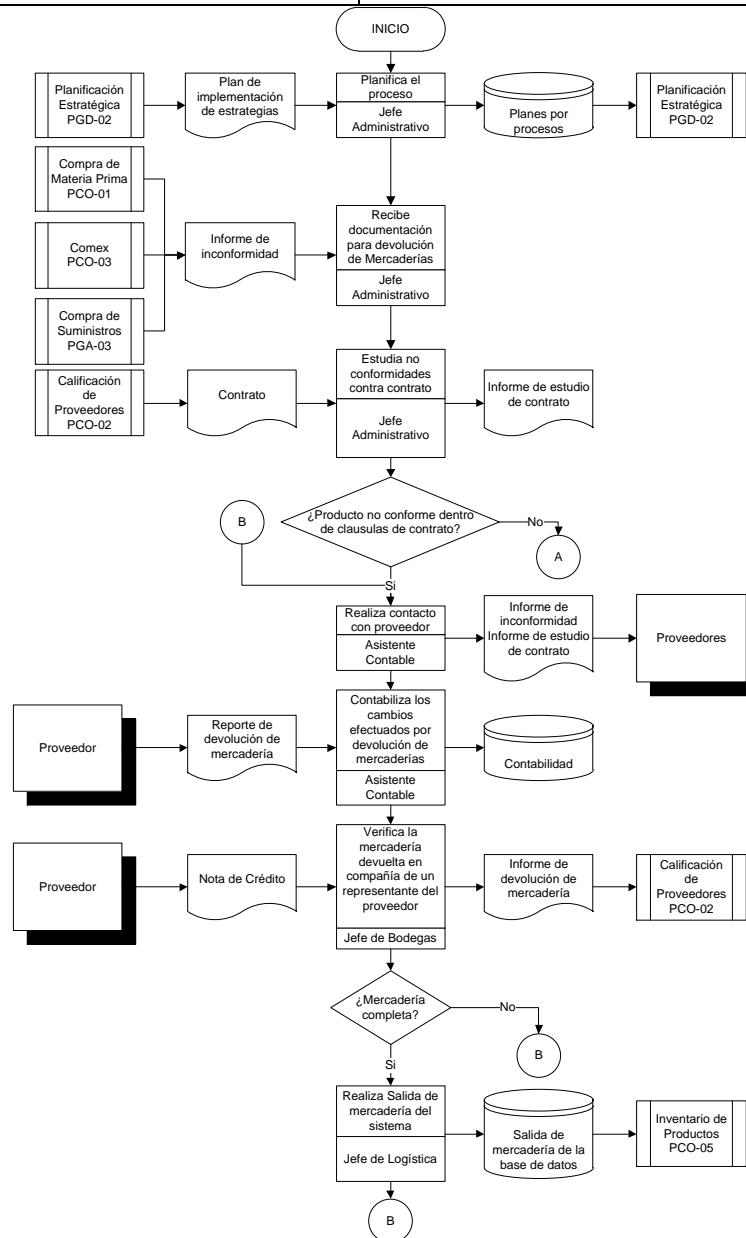 INICIO
Planificación
Estratégica
PGD-02
Plan de
implementación
de estrategias
Planifica el
proceso
Jefe
Administrativo
Planes por
procesos
Planificación
Estratégica
PGD-02
Compra de
Materia Prima
PCO-01
Comex
PCO-03
Compra de
Suministros
PGA-03
Informe de
inconformidad
Recibe
documentación
para devolución
de Mercaderías
Jefe
Administrativo
Calificación
de
Proveedores
PCO-02
Contrato
Estudia no
conformidades
contra contrato
Jefe
Administrativo
Informe de estudio
de contrato
B
¿Producto no conforme dentro
de clausulas de contrato?
No
A
Si
Realiza contacto
con proveedor
Asistente
Contable
Informe de
inconformidad
Informe de estudio
de contrato
Proveedores
Proveedor
Reporte de
devolución de
mercadería
Contabiliza los
cambios
efectuados por
devolución de
mercaderías
Asistente
Contable
Contabilidad
Proveedor
Nota de Crédito
Verifica la
mercadería
devuelta en
compañía de un
representante del
proveedor
Jefe de Bodegas
Informe de
devolución de
mercadería
Calificación
de
Proveedores
PCO-02
¿Mercadería
completa?
No
B
Si
Realiza Salida de
mercadería del
sistema
Jefe de Logística
Salida de
mercadería de la
base de datos
Inventario de
Productos
PCO-05
B